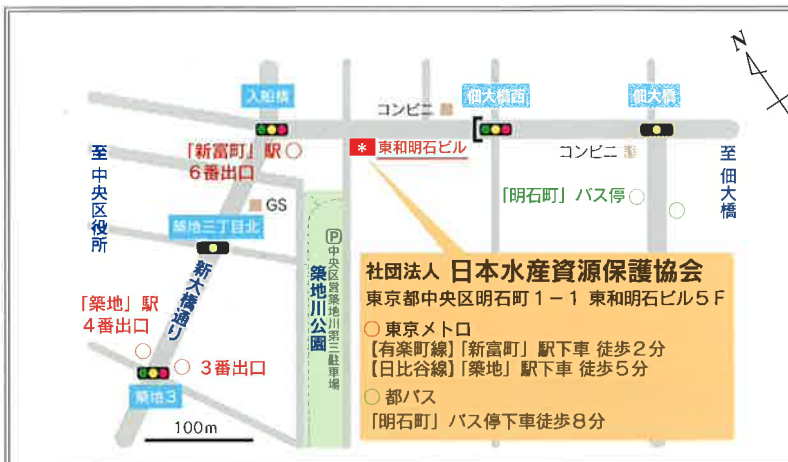 N
入船橋
コンビニ
佃大橋西
佃大橋
「新富町」駅
6番出口
* 東和明石ビル
コンビニ
至 中央区役所
至 佃大橋
GS
「明石町」バス停
築地三丁目北
新大橋通り
築地川公園
P 中央区営築地川第三駐車場
「築地」駅
4番出口
3番出口
築地3
100m
社団法人 日本水産資源保護協会
東京都中央区明石町1-1 東和明石ビル5F
東京メトロ
【有楽町線】「新富町」駅下車 徒歩2分
【日比谷線】「築地」駅下車 徒歩5分
都バス
「明石町」バス停下車徒歩8分